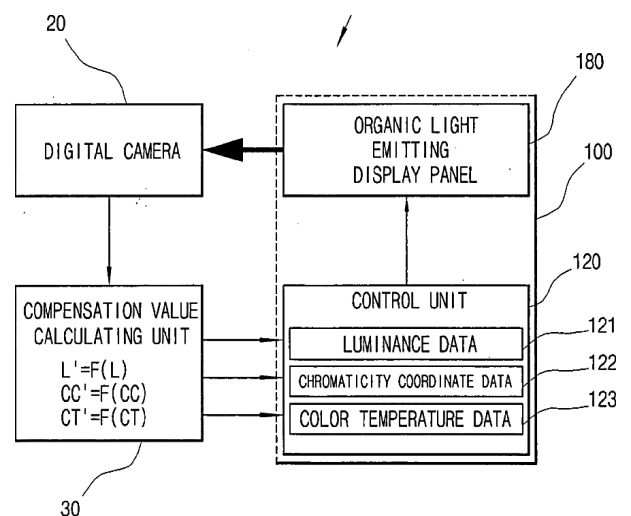 20
180
DIGITAL CAMERA
ORGANIC LIGHT
EMITTING
DISPLAY PANEL
100
120
COMPENSATION VALUE
CALCULATING UNIT
L'=F(L)
CC'=F(CC)
CT'=F(CT)
CONTROL UNIT
LUMINANCE DATA
121
CHROMATICITY COORDINATE DATA
122
COLOR TEMPERATURE DATA
123
30